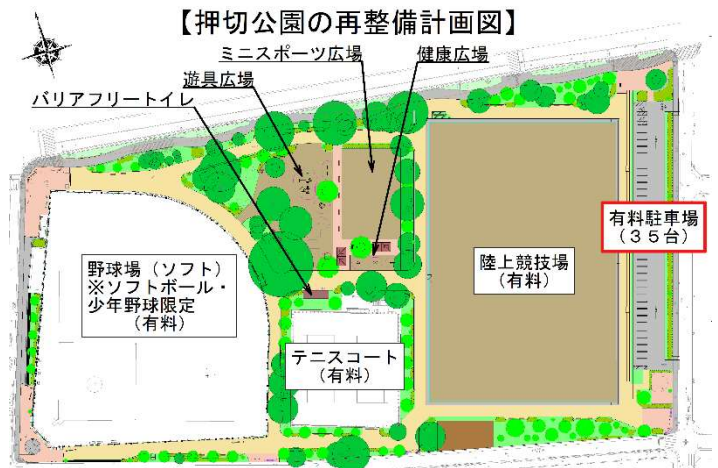 【押切公園の再整備計画図】
ミニスポーツ広場
健康広場
遊具広場
バリアフリートイレ
有料駐車場
(35台)
野球場(ソフト)
※ソフトボール・
少年野球限定
(有料)
陸上競技場
(有料)
テニスコート
(有料)